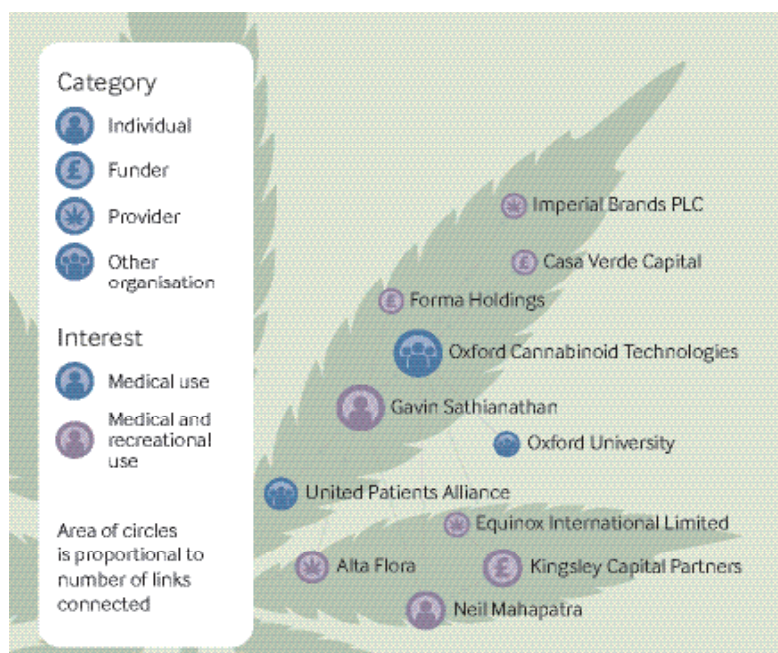 Category
Individual
Funder
Provider
Other
organisation
Interest
Medical use
Medical and
recreational
use
Area of circles
is proportional to
number of links
connected
Imperial Brands PLC
£ Casa Verde Capital
£ Forma Holdings
Oxford Cannabinoid Technologies
Gavin Sathianathan
Oxford University
United Patients Alliance
Equinox International Limited
Alta Flora
£ Kingsley Capital Partners
Neil Mahapatra